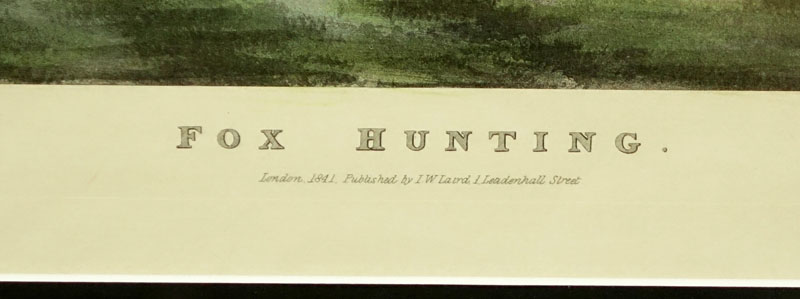 FOX HUNTING.
London. 1841. Published by I. W. Laird, 1, Leadenhall Street